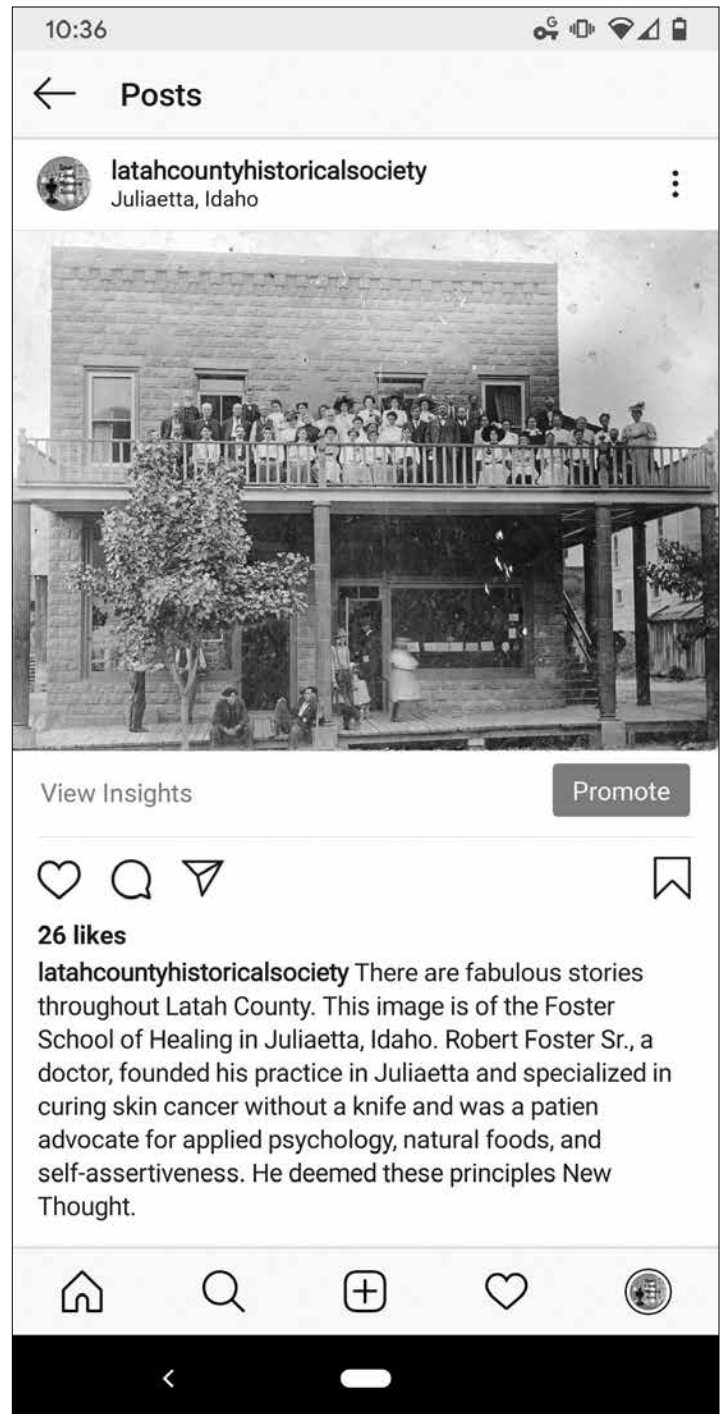 10:36
G
Posts
latahcountyhistoricalsociety
Juliaetta, Idaho
View Insights
Promote
26 likes
latahcountyhistoricalsociety There are fabulous stories
throughout Latah County. This image is of the Foster
School of Healing in Juliaetta, Idaho. Robert Foster Sr., a
doctor, founded his practice in Juliaetta and specialized in
curing skin cancer without a knife and was a patien
advocate for applied psychology, natural foods, and
self-assertiveness. He deemed these principles New
Thought.